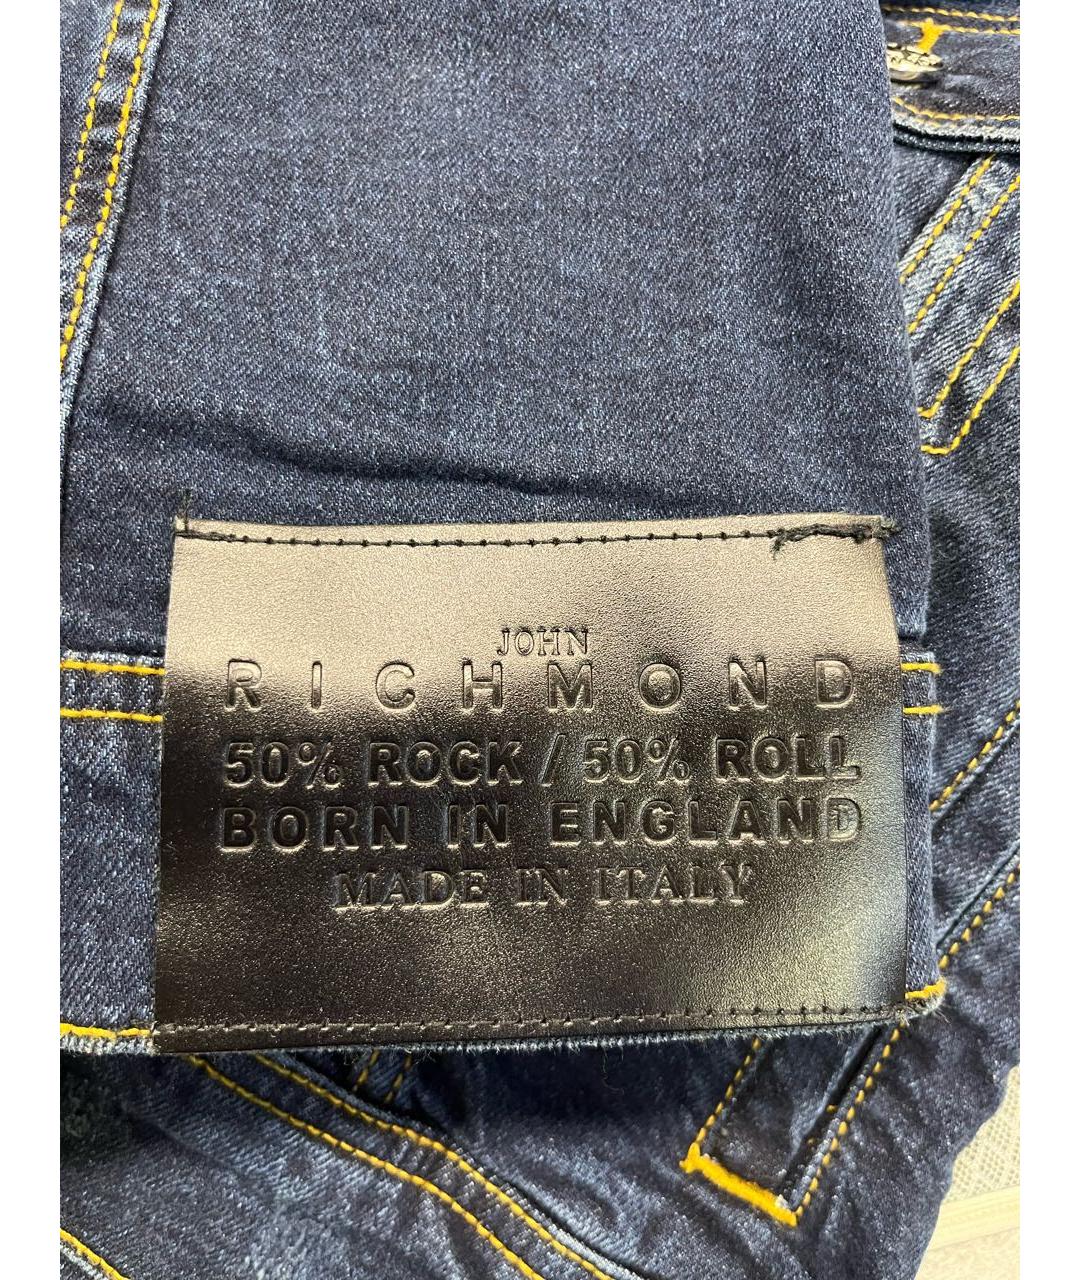 JOHN
RICHMOND
50% ROCK / 50% ROLL
BORN IN ENGLAND
MADE IN ITALY